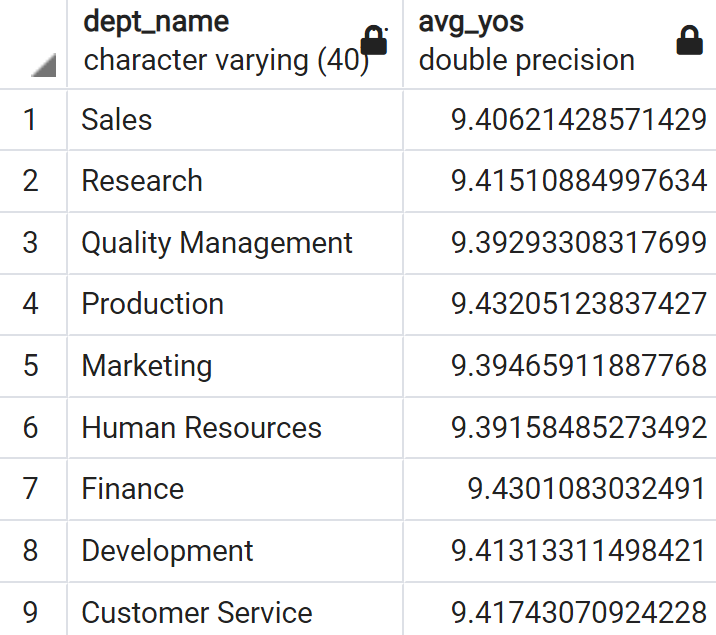 dept_name avg_yos
character varying (40) double precision
1 Sales 9.40621428571429
2 Research 9.41510884997634
3 Quality Management 9.39293308317699
4 Production 9.43205123837427
5 Marketing 9.39465911887768
6 Human Resources 9.39158485273492
7 Finance 9.4301083032491
8 Development 9.41313311498421
9 Customer Service 9.41743070924228